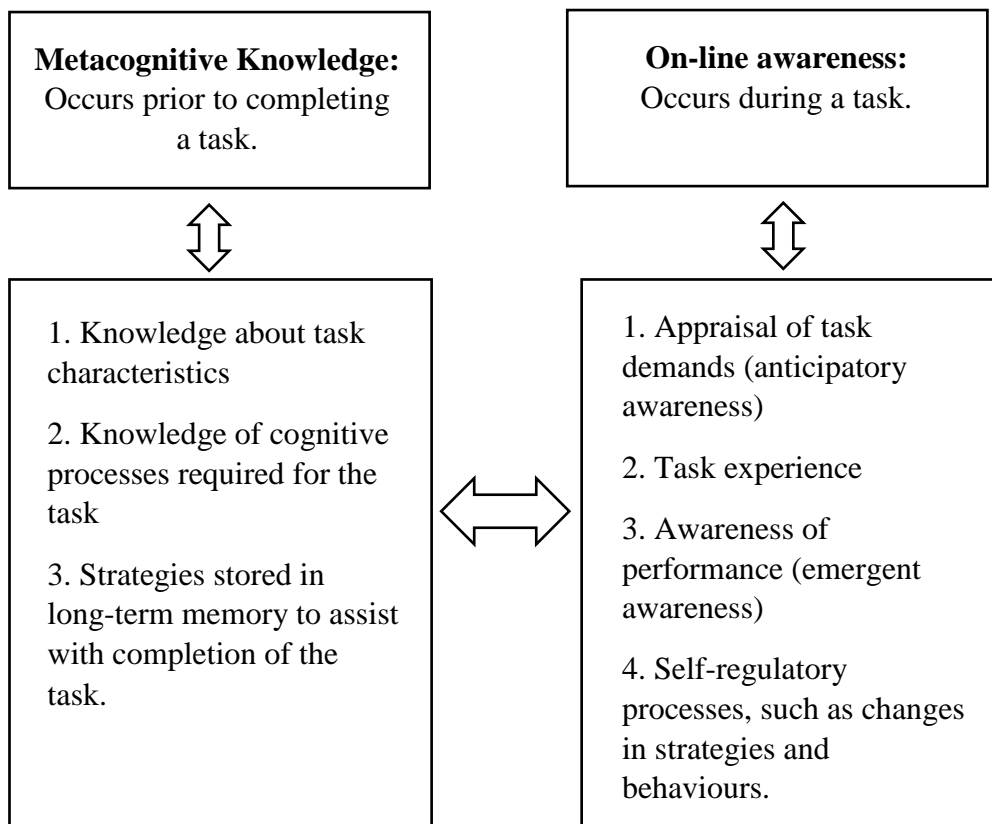 Metacognitive Knowledge:
Occurs prior to completing
a task.
On-line awareness:
Occurs during a task.
1. Knowledge about task
characteristics
2. Knowledge of cognitive
processes required for the
task
3. Strategies stored in
long-term memory to assist
with completion of the
task.
1. Appraisal of task
demands (anticipatory
awareness)
2. Task experience
3. Awareness of
performance (emergent
awareness)
4. Self-regulatory
processes, such as changes
in strategies and
behaviours.